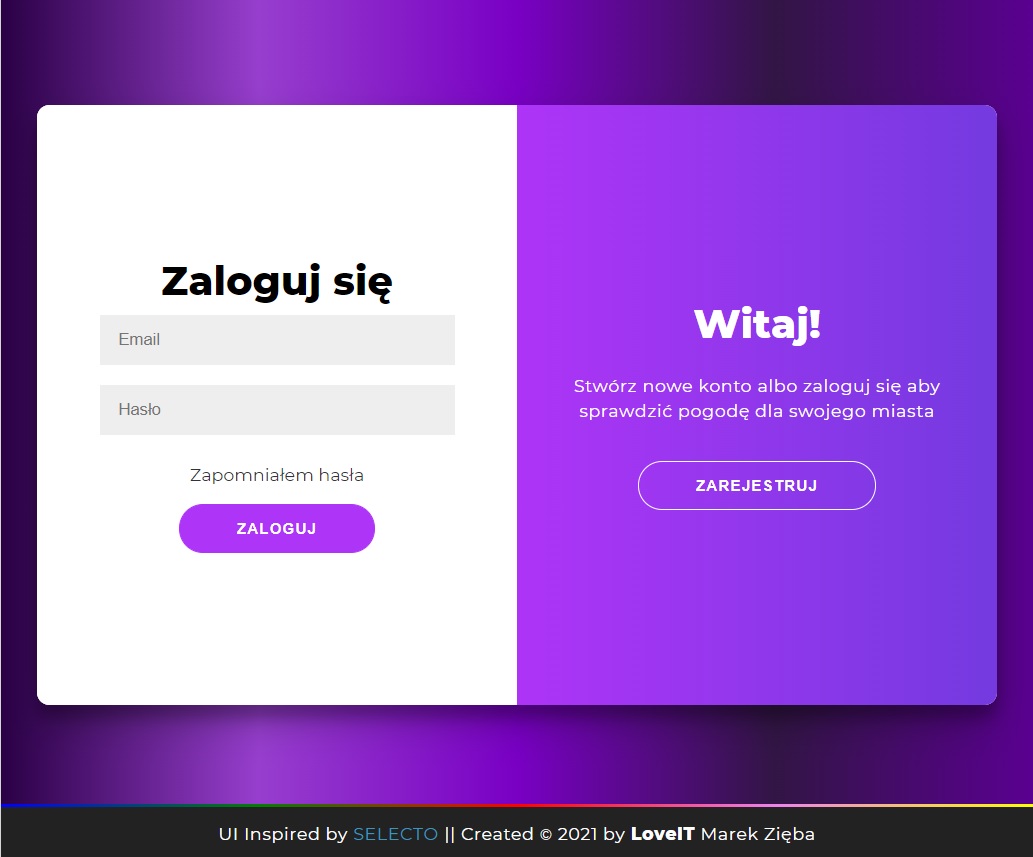 Zaloguj się
Email
Hasło
Zapomniałem hasła
ZALOGUJ
Witaj!
Stwórz nowe konto albo zaloguj się aby
sprawdzić pogodę dla swojego miasta
ZAREJESTRUJ
UI Inspired by SELECTO || Created © 2021 by LoveIT Marek Zięba